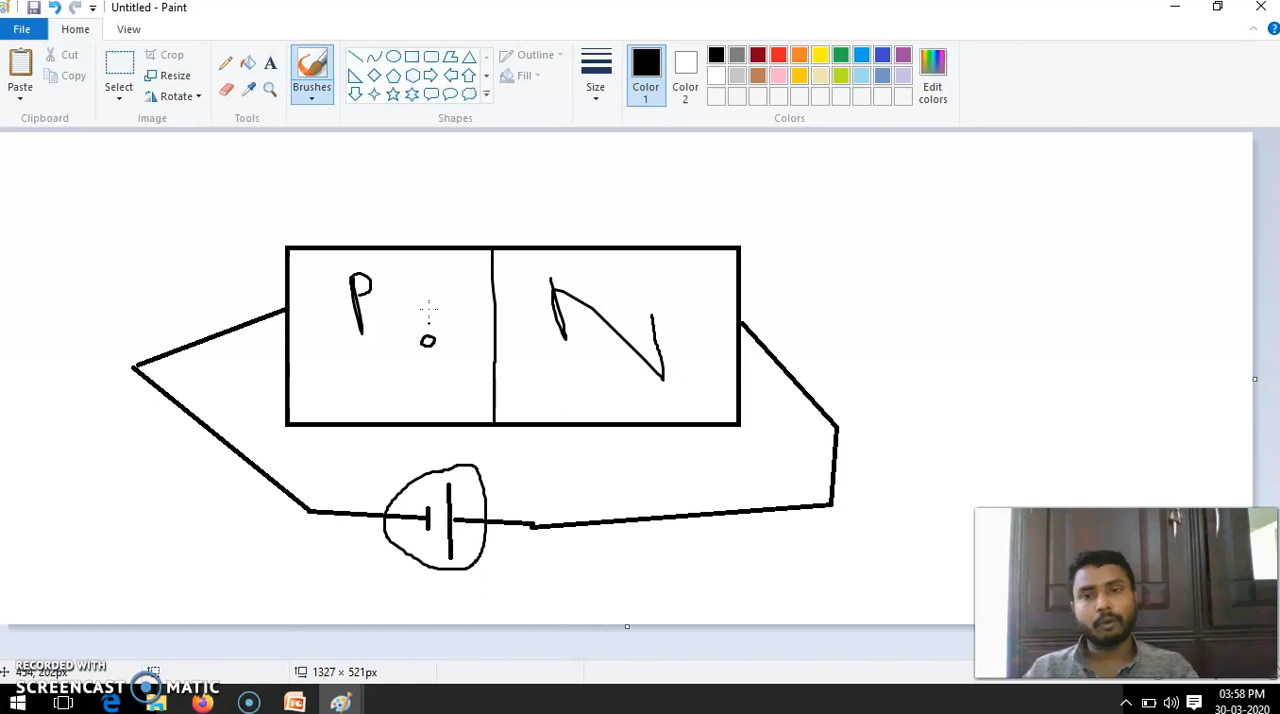 Untitled - Paint
File
Home
View
Paste
Cut
Copy
Clipboard
Select
Crop
Resize
Rotate
Image
Tools
Brushes
Shapes
Outline
Fill
Size
Color
1
Color
2
Edit
colors
Colors
P
N
RECORDED WITH
SCREENCAST MATIC
454, 202px
1327 × 521px
03:58 PM
30-03-2020